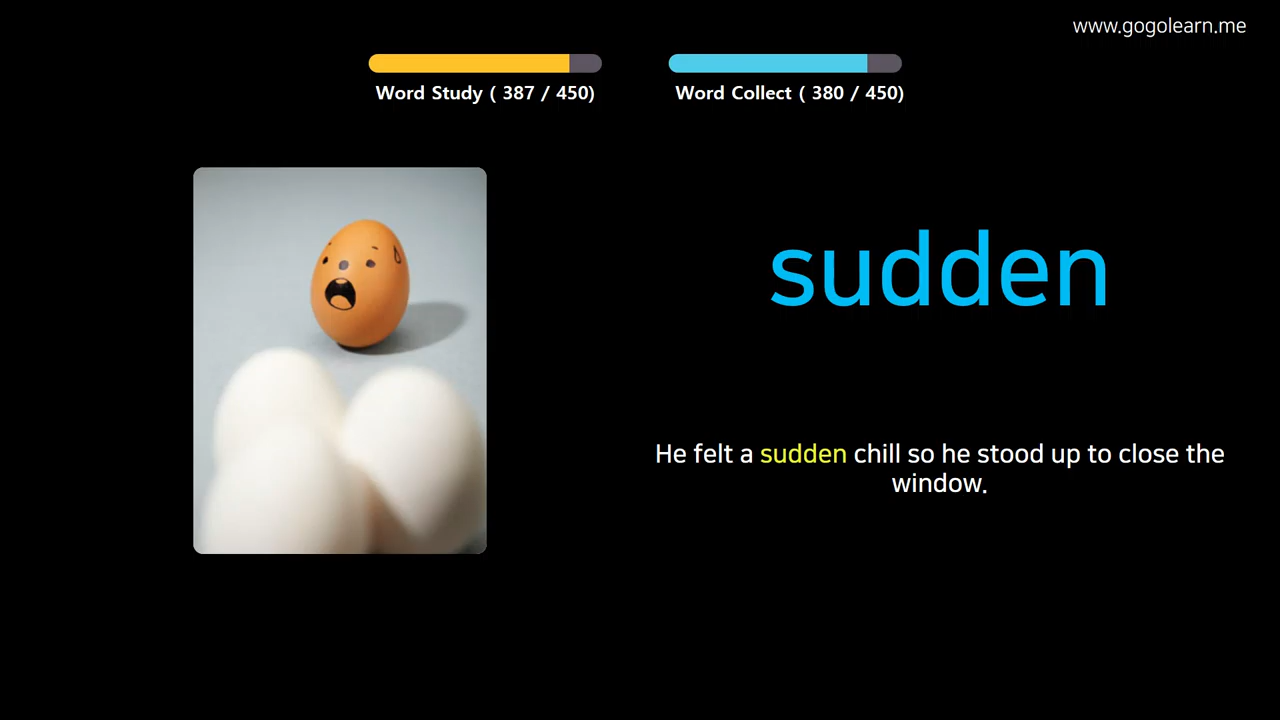 www.gogolearn.me
Word Study ( 387 / 450)
Word Collect ( 380 / 450)
sudden
He felt a sudden chill so he stood up to close the
window.